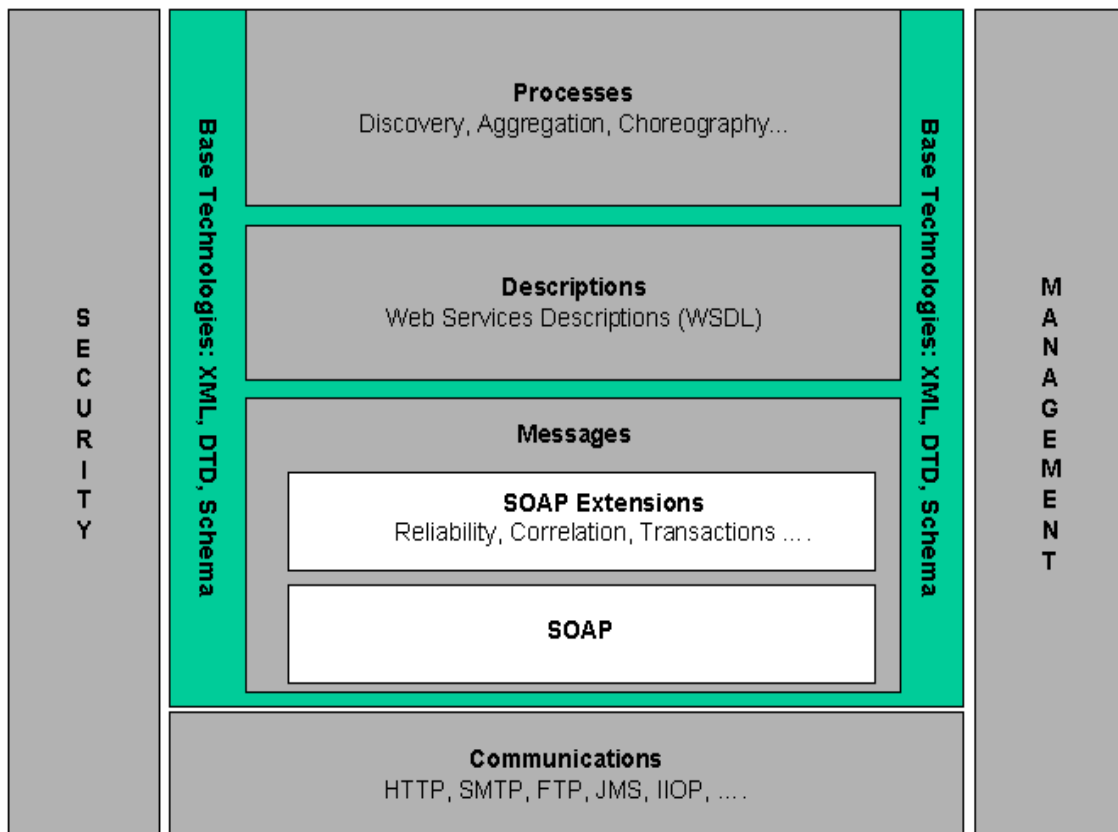 SECURITY
Base Technologies: XML, DTD, Schema
Processes
Discovery, Aggregation, Choreography...
Descriptions
Web Services Descriptions (WSDL)
Messages
SOAP Extensions
Reliability, Correlation, Transactions ....
SOAP
Base Technologies: XML, DTD, Schema
MANAGEMENT
Communications
HTTP, SMTP, FTP, JMS, IIOP, ....